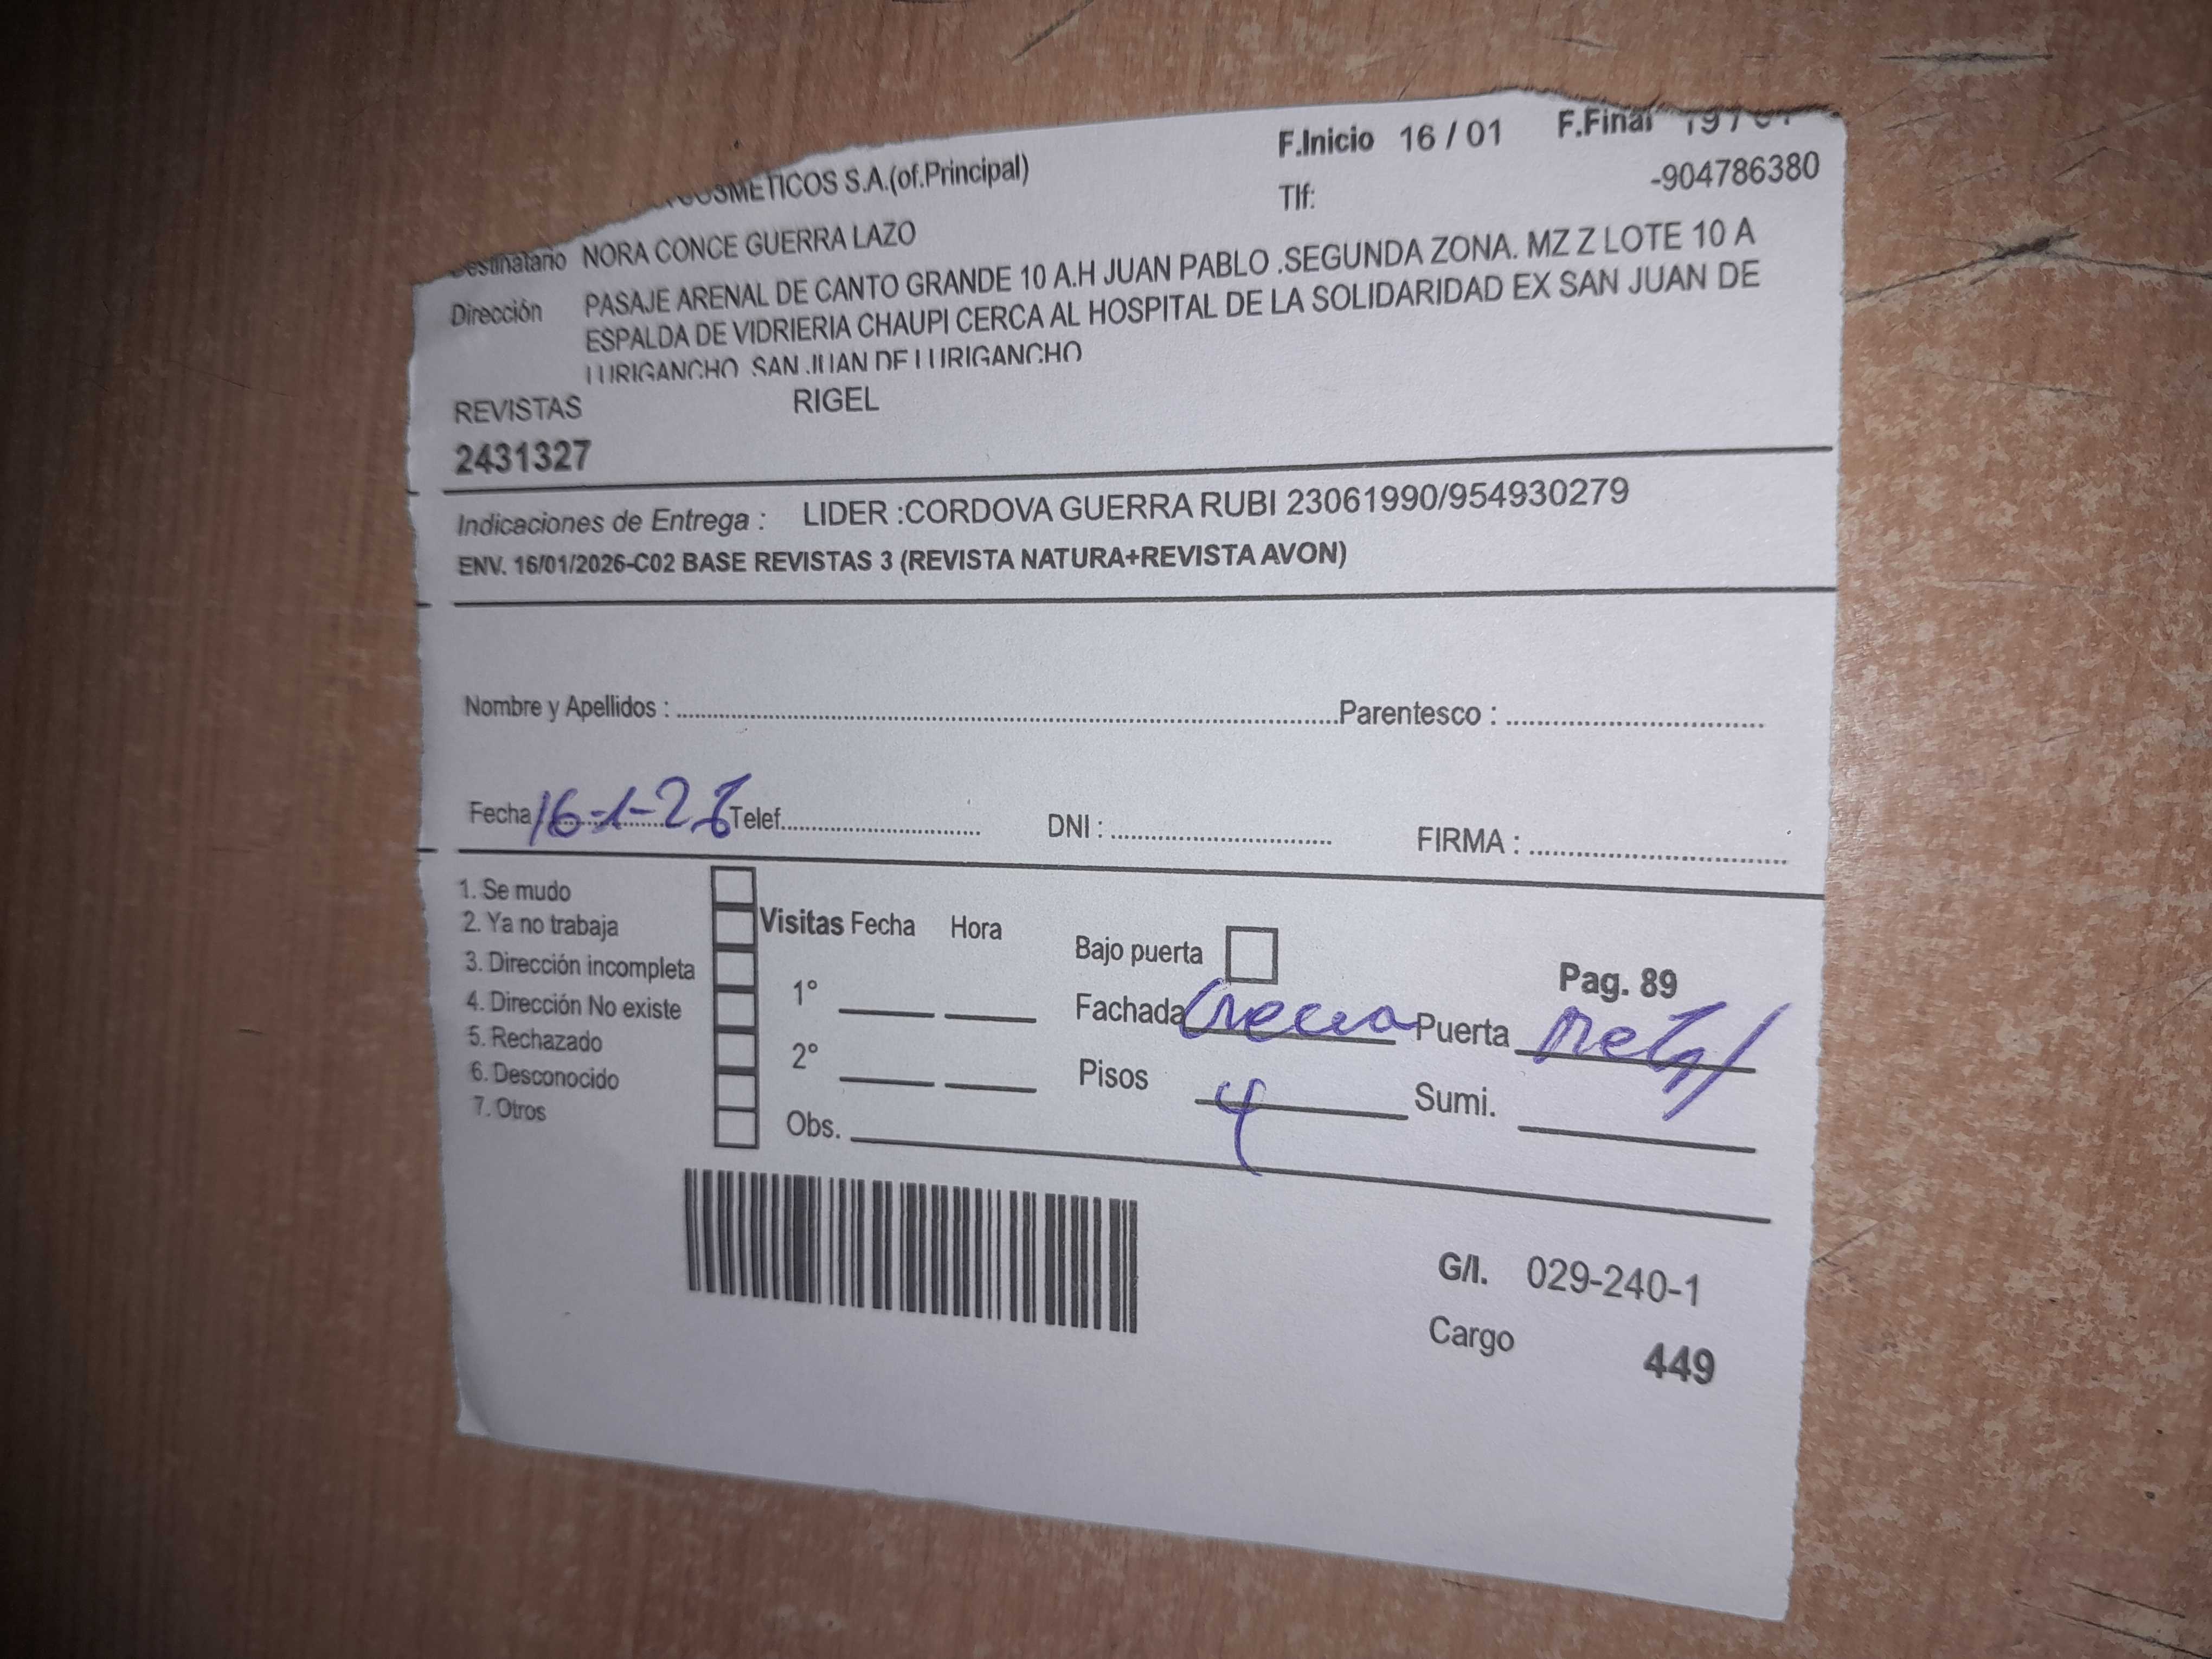 COSMETICOS S.A.(of.Principal) F.Inicio 16 / 01 F.Final 19 / 01
Tlf: -904786380
Destinatario NORA CONCE GUERRA LAZO
Dirección PASAJE ARENAL DE CANTO GRANDE 10 A.H JUAN PABLO .SEGUNDA ZONA. MZ Z LOTE 10 A
ESPALDA DE VIDRIERIA CHAUPI CERCA AL HOSPITAL DE LA SOLIDARIDAD EX SAN JUAN DE
LURIGANCHO SAN JUAN DE LURIGANCHO
REVISTAS RIGEL
2431327
Indicaciones de Entrega : LIDER :CORDOVA GUERRA RUBI 23061990/954930279
ENV. 16/01/2026-C02 BASE REVISTAS 3 (REVISTA NATURA+REVISTA AVON)
Nombre y Apellidos : Parentesco :
Fecha 16-1-26 Telef. DNI : FIRMA :
1. Se mudo
2. Ya no trabaja
3. Dirección incompleta
4. Dirección No existe
5. Rechazado
6. Desconocido
7. Otros
Visitas Fecha Hora
1°
2°
Obs.
Bajo puerta
Pag. 89
Fachada Crema Puerta Metal
Pisos 4 Sumi.
G/I. 029-240-1
Cargo 449